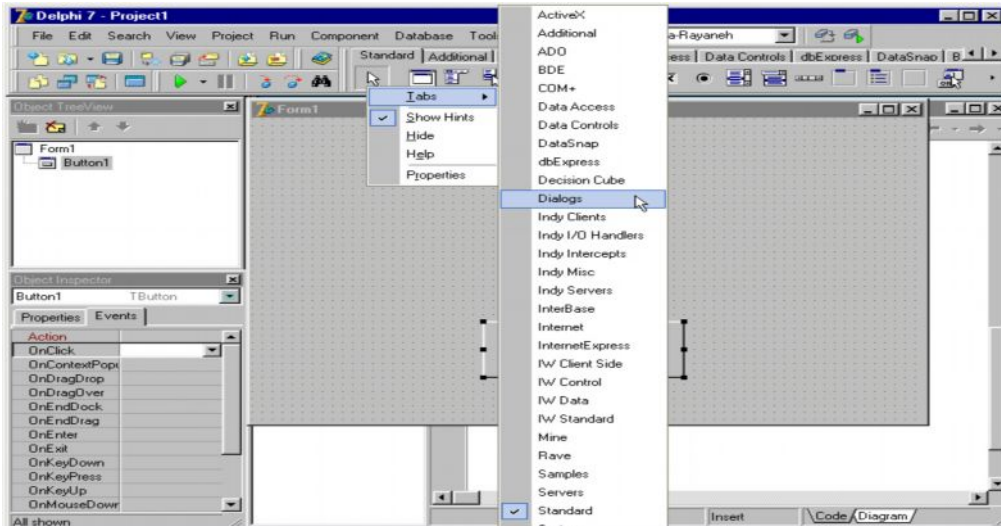 Delphi 7 - Project1
File Edit Search View Project Run Component Database
a-Rayaneh
Standard Additional
Data Controls dbExpress DataSnap B
Object TreeView
Form1
Button1
Form1
Tabs
Show Hints
Hide
Help
Properties
ActiveX
Additional
ADO
BDE
COM+
Data Access
Data Controls
DataSnap
dbExpress
Decision Cube
Dialogs
Indy Clients
Indy I/O Handlers
Indy Intercepts
Indy Misc
Indy Servers
InterBase
Internet
InternetExpress
IW Client Side
IW Control
IW Data
IW Standard
Mine
Rave
Samples
Servers
Standard
Object Inspector
Button1 TButton
Properties Events
Action
OnClick
OnContextPopu
OnDragDrop
OnDragOver
OnEndDock
OnEndDrag
OnEnter
OnExit
OnKeyDown
OnKeyPress
OnKeyUp
OnMouseDown
All shown
Insert
Code Diagram